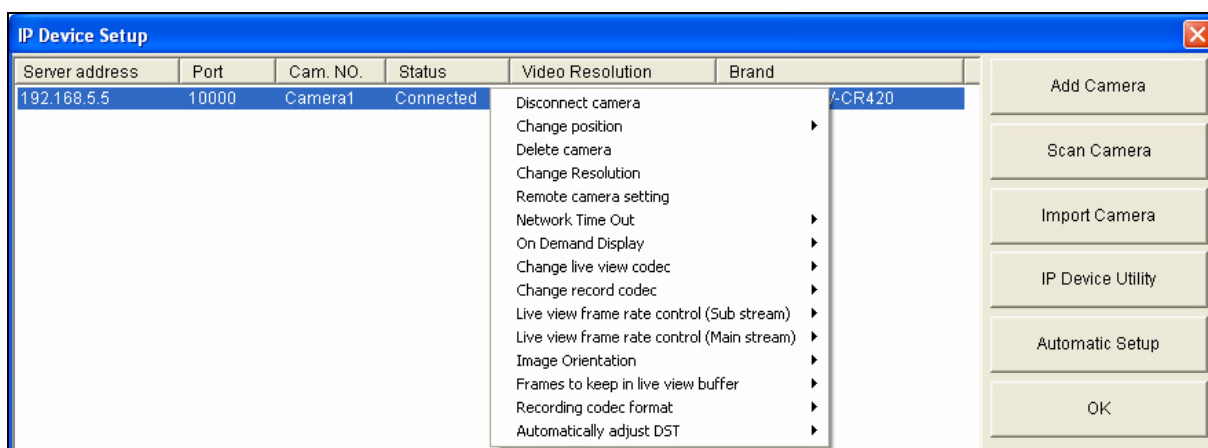 IP Device Setup
Server address Port Cam. NO. Status Video Resolution Brand
192.168.5.5 10000 Camera1 Connected /-CR420
Disconnect camera
Change position
Delete camera
Change Resolution
Remote camera setting
Network Time Out
On Demand Display
Change live view codec
Change record codec
Live view frame rate control (Sub stream)
Live view frame rate control (Main stream)
Image Orientation
Frames to keep in live view buffer
Recording codec format
Automatically adjust DST
Add Camera
Scan Camera
Import Camera
IP Device Utility
Automatic Setup
OK